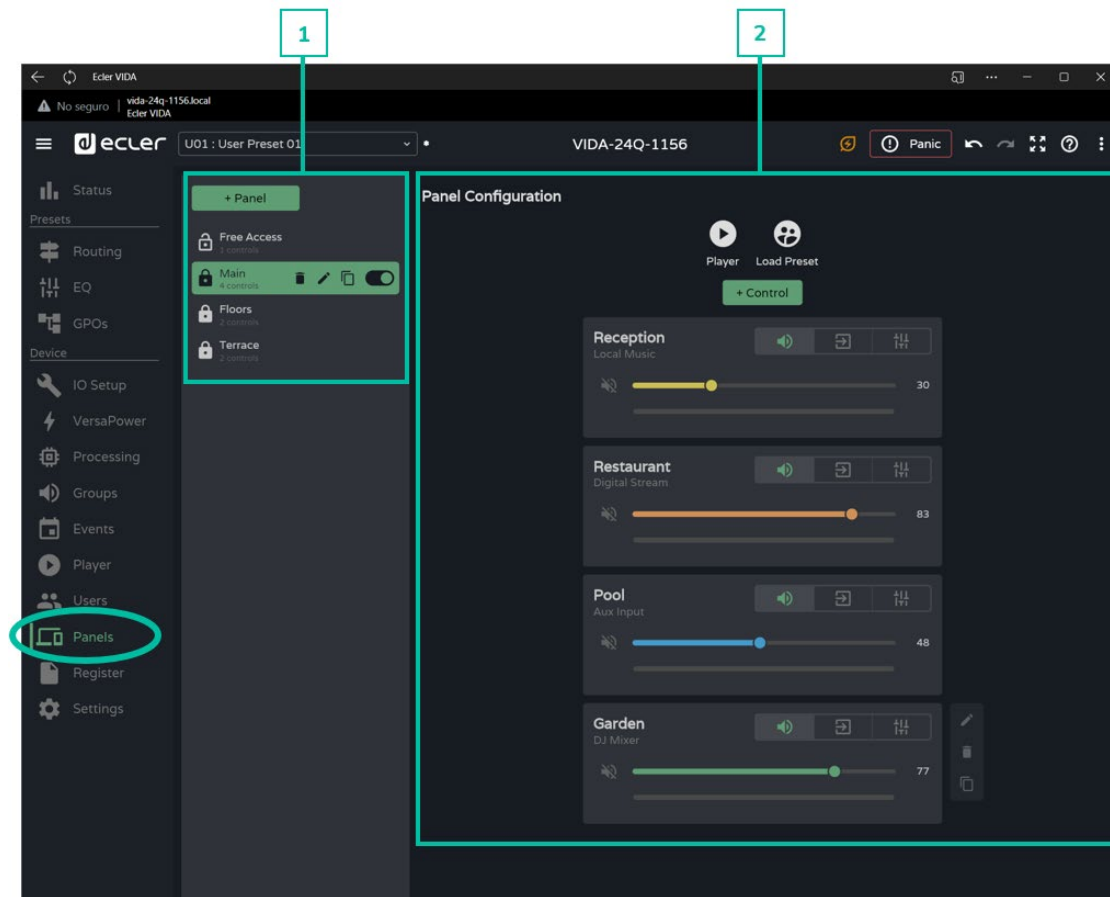 1
2
Ecler VIDA
No seguro
vida-24q-1156.local
Ecler VIDA
ecler
U01 : User Preset 01
VIDA-24Q-1156
Panic
Status
Presets
Routing
EQ
GPOs
Device
IO Setup
VersaPower
Processing
Groups
Events
Player
Users
Panels
Register
Settings
+ Panel
Free Access
3 controls
Main
4 controls
Floors
2 controls
Terrace
2 controls
Panel Configuration
Player
Load Preset
+ Control
Reception
Local Music
30
Restaurant
Digital Stream
83
Pool
Aux Input
48
Garden
DJ Mixer
77